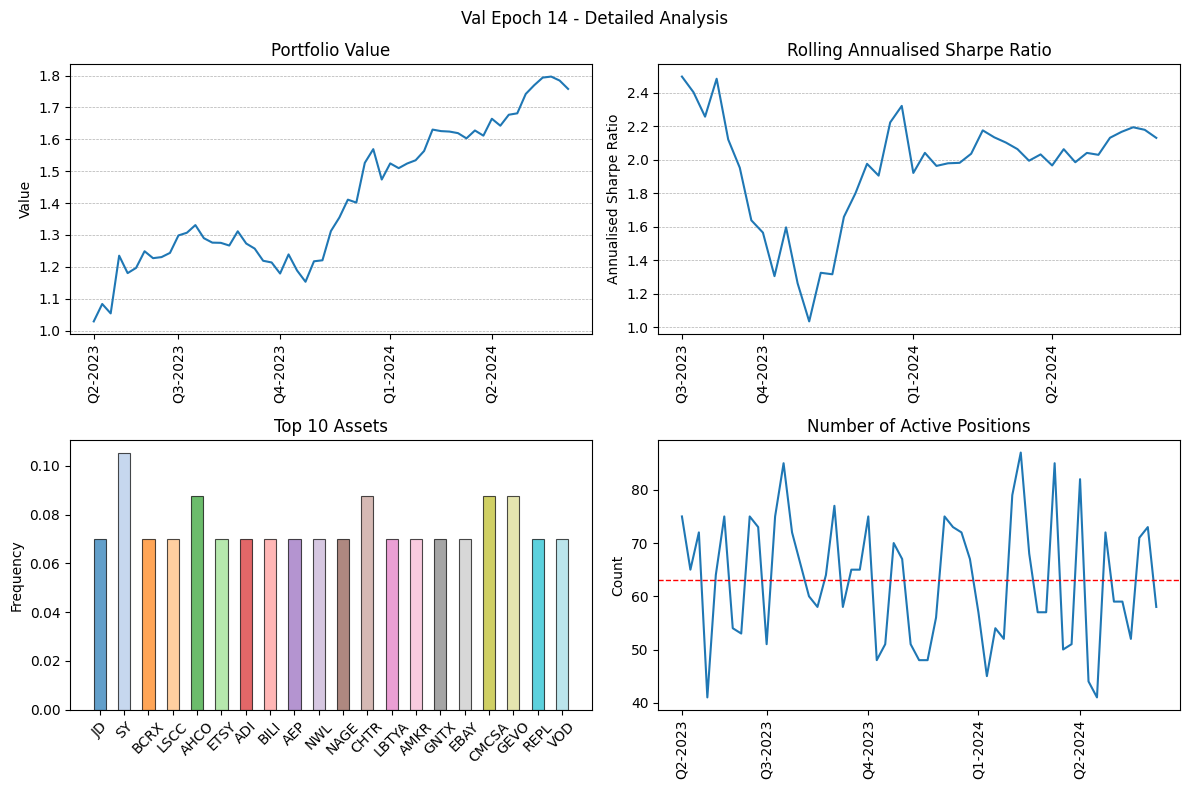 Val Epoch 14 - Detailed Analysis
Portfolio Value
Value
1.8
1.7
1.6
1.5
1.4
1.3
1.2
1.1
1.0
Q2-2023
Q3-2023
Q4-2023
Q1-2024
Q2-2024
Rolling Annualised Sharpe Ratio
Annualised Sharpe Ratio
2.4
2.2
2.0
1.8
1.6
1.4
1.2
1.0
Q3-2023
Q4-2023
Q1-2024
Q2-2024
Top 10 Assets
Frequency
0.10
0.08
0.06
0.04
0.02
0.00
JD
SY
BCRX
LSCC
AHCO
ETSY
ADI
BILI
AEP
NWL
NAGE
CHTR
LBTYA
AMKR
GNTX
EBAY
CMCSA
GEVO
REPL
VOD
Number of Active Positions
Count
80
70
60
50
40
Q2-2023
Q3-2023
Q4-2023
Q1-2024
Q2-2024